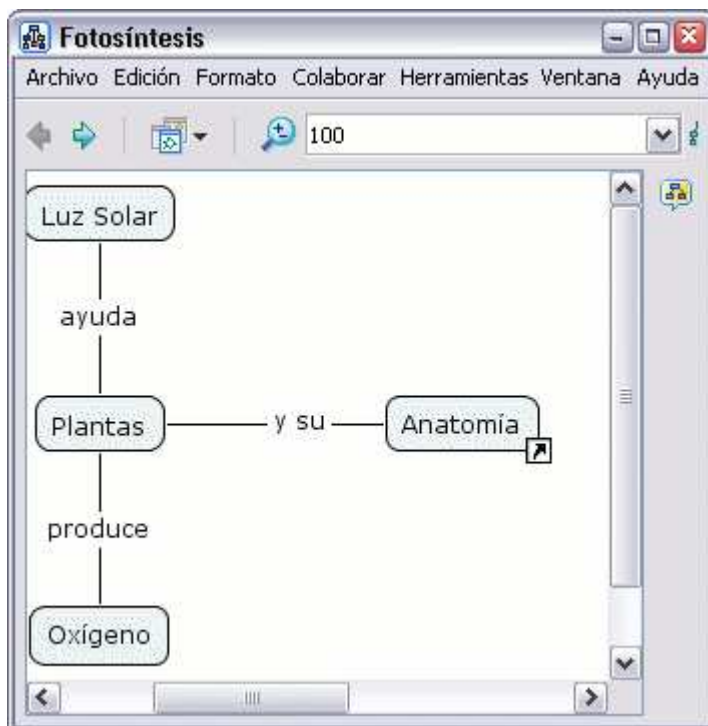 Fotosíntesis
Archivo Edición Formato Colaborar Herramientas Ventana Ayuda
100
Luz Solar
ayuda
Plantas y su Anatomía
produce
Oxígeno